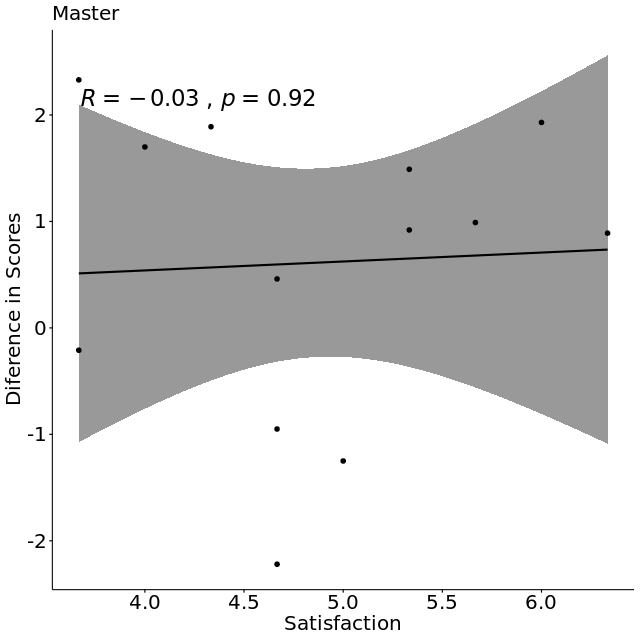 Master
R = −0.03 , p = 0.92
2
1
0
-1
-2
Diference in Scores
4.0 4.5 5.0 5.5 6.0
Satisfaction